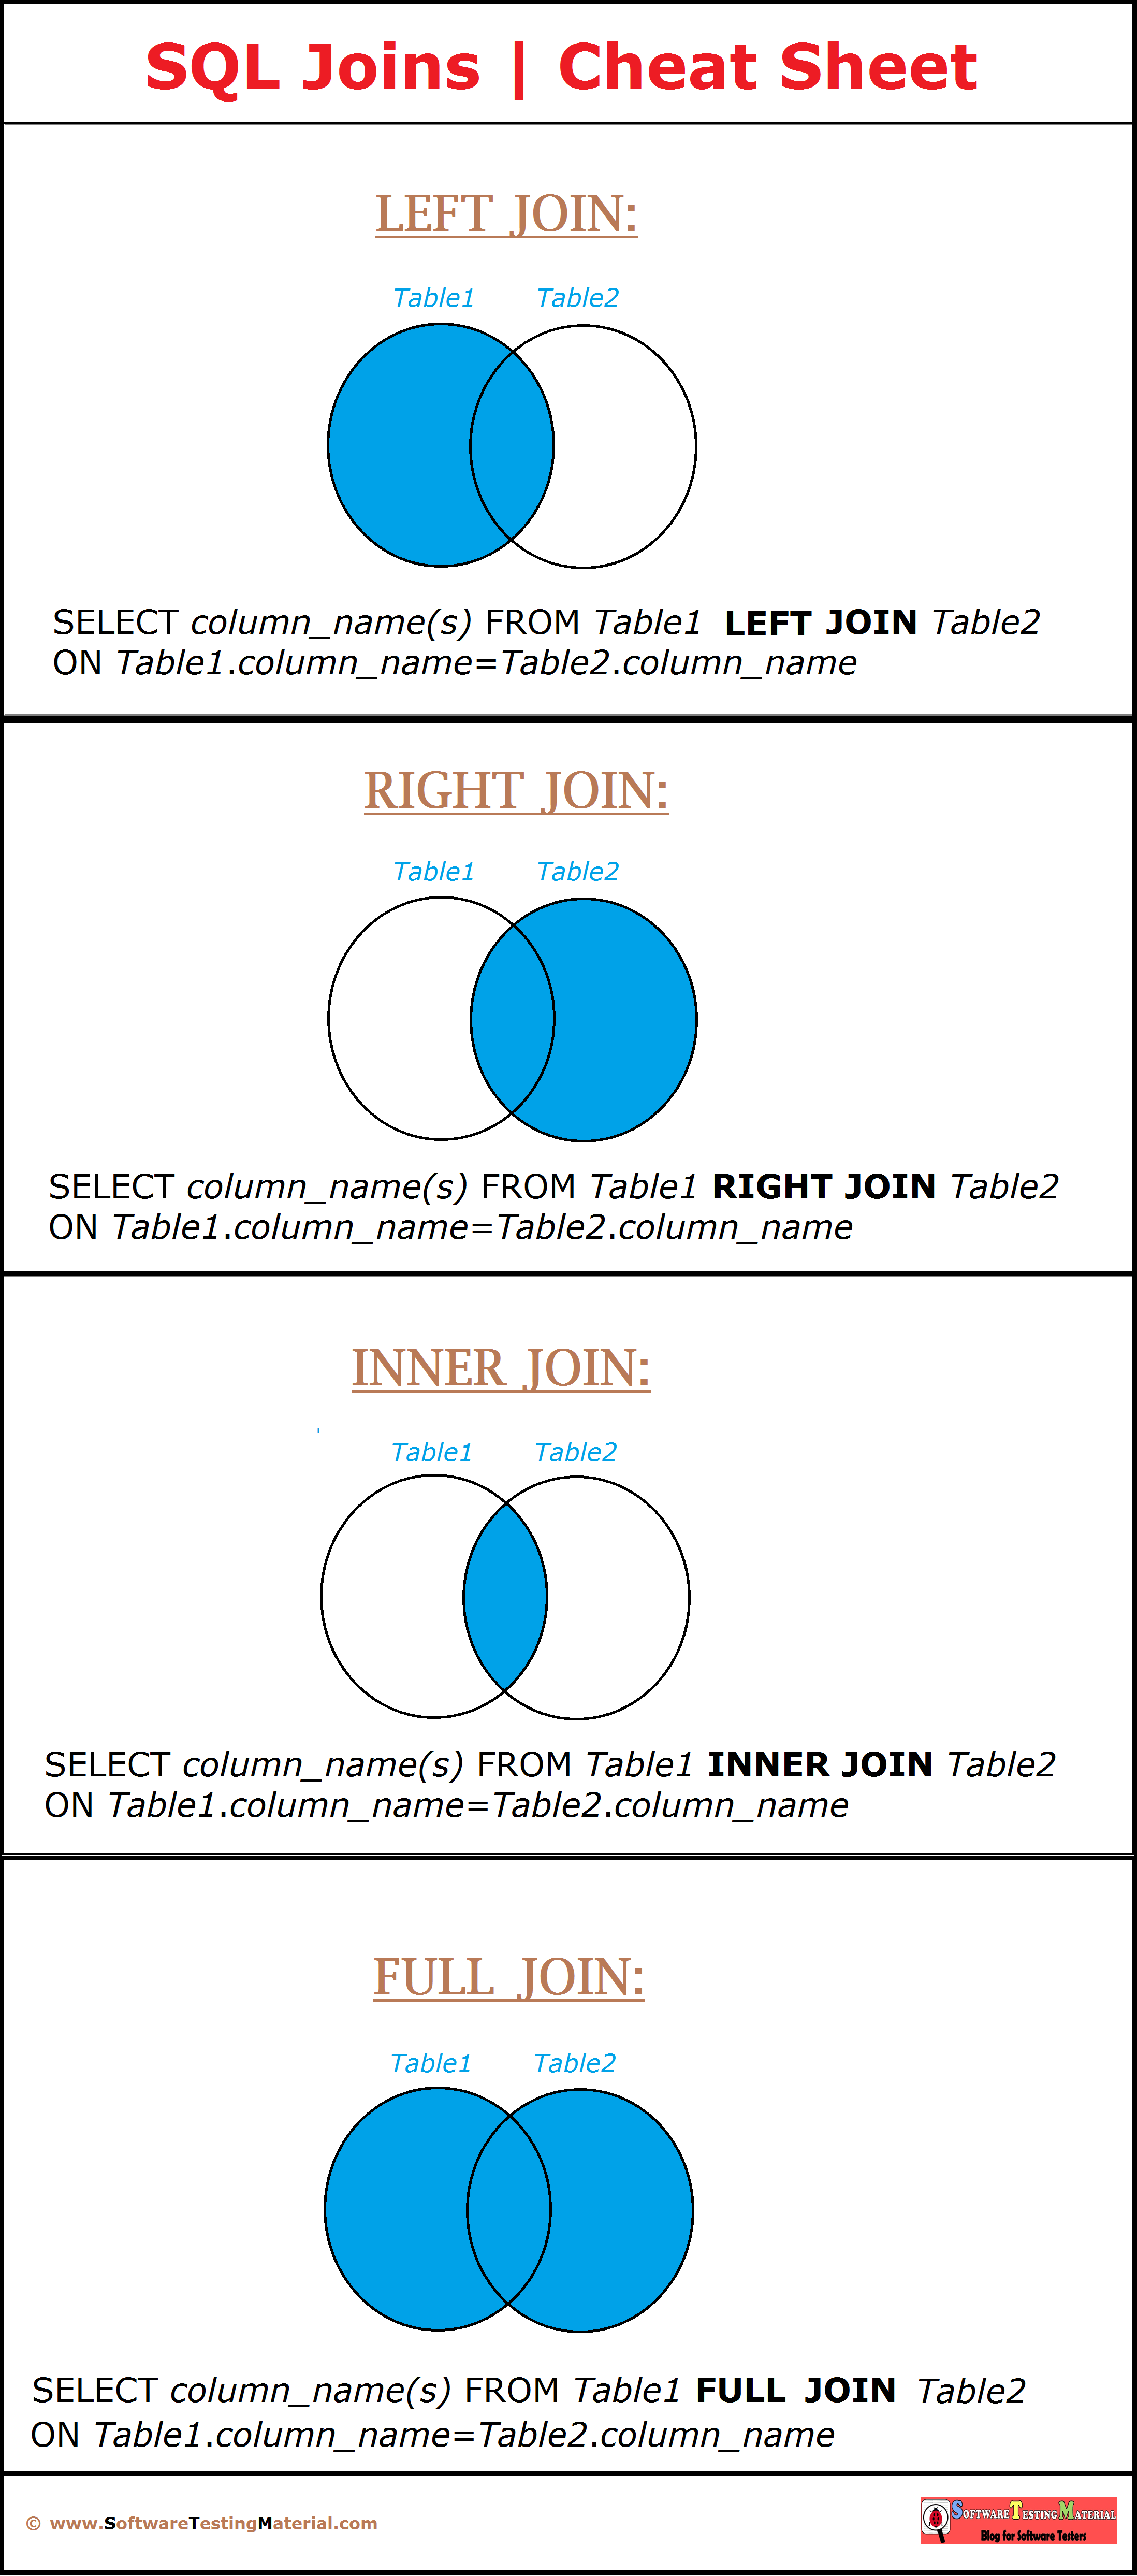 SQL Joins | Cheat Sheet
LEFT JOIN:
Table1 Table2
SELECT column_name(s) FROM Table1 LEFT JOIN Table2
ON Table1.column_name=Table2.column_name
RIGHT JOIN:
Table1 Table2
SELECT column_name(s) FROM Table1 RIGHT JOIN Table2
ON Table1.column_name=Table2.column_name
INNER JOIN:
Table1 Table2
SELECT column_name(s) FROM Table1 INNER JOIN Table2
ON Table1.column_name=Table2.column_name
FULL JOIN:
Table1 Table2
SELECT column_name(s) FROM Table1 FULL JOIN Table2
ON Table1.column_name=Table2.column_name
© www.SoftwareTestingMaterial.com
SOFTWARETESTINGMATERIAL
Blog for Software Testers